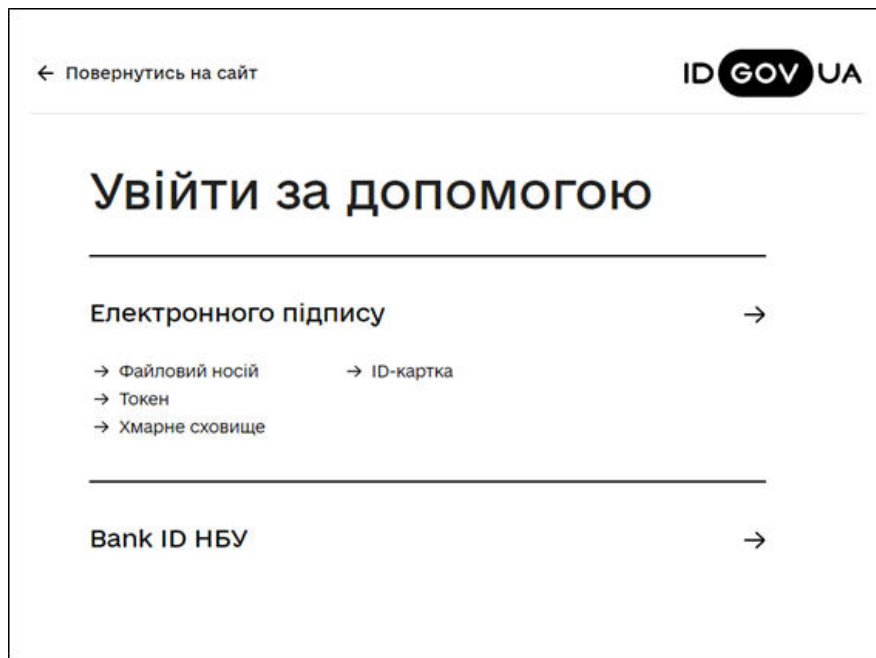 ← Повернутись на сайт
ID GOV UA
Увійти за допомогою
Електронного підпису →
→ Файловий носій
→ ID-картка
→ Токен
→ Хмарне сховище
Bank ID НБУ →